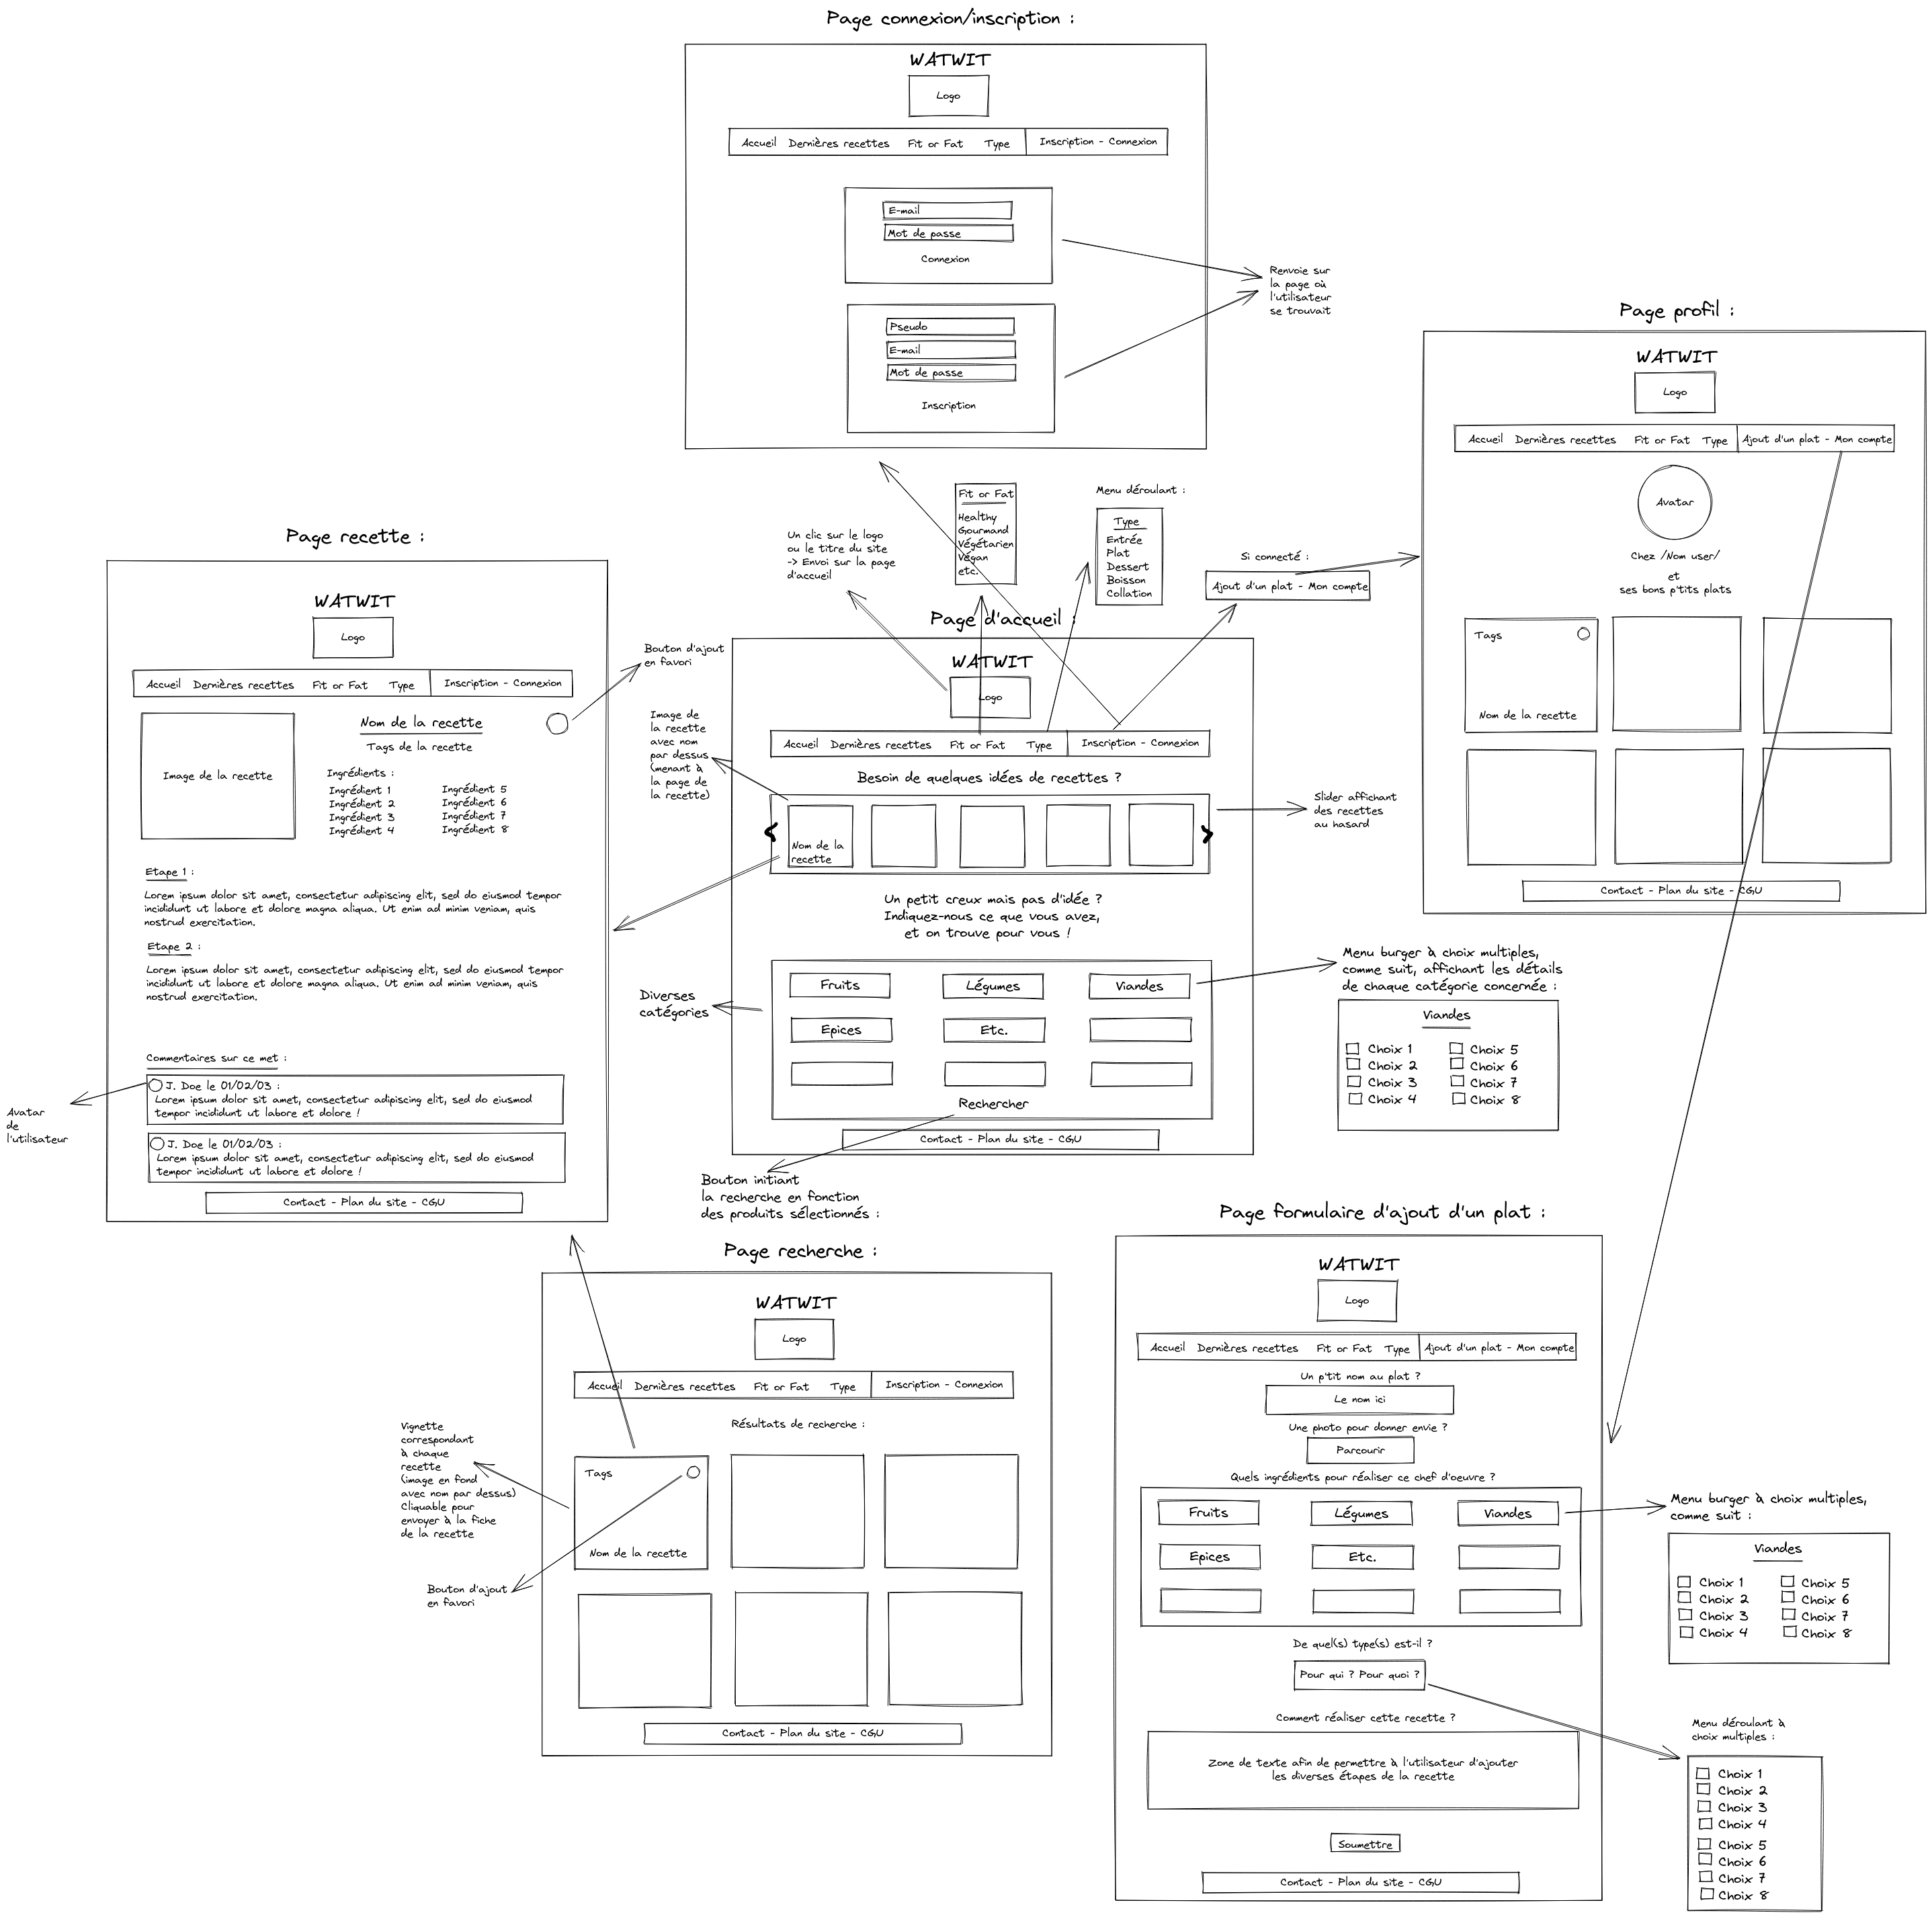 Page connexion/inscription :
WATWIT
Logo
Accueil Dernières recettes Fit or Fat Type Inscription - Connexion
E-mail
Mot de passe
Connexion
Pseudo
E-mail
Mot de passe
Inscription
Renvoie sur
la page où
l'utilisateur
se trouvait
Page profil :
WATWIT
Logo
Accueil Dernières recettes Fit or Fat Type Ajout d'un plat - Mon compte
Avatar
Chez /Nom user/
et
ses bons p'tits plats
Tags
Nom de la recette
Contact - Plan du site - CGU
Un clic sur le logo
ou le titre du site
-> Envoi sur la page
d'accueil
Fit or Fat
Healthy
Gourmand
Végétarien
Végan
etc.
Menu déroulant :
Type
Entrée
Plat
Dessert
Boisson
Collation
Si connecté :
Ajout d'un plat - Mon compte
Page recette :
WATWIT
Logo
Accueil Dernières recettes Fit or Fat Type Inscription - Connexion
Image de la recette
Nom de la recette
Tags de la recette
Ingrédients :
Ingrédient 1 Ingrédient 5
Ingrédient 2 Ingrédient 6
Ingrédient 3 Ingrédient 7
Ingrédient 4 Ingrédient 8
Etape 1 :
Lorem ipsum dolor sit amet, consectetur adipiscing elit, sed do eiusmod tempor
incididunt ut labore et dolore magna aliqua. Ut enim ad minim veniam, quis
nostrud exercitation.
Etape 2 :
Lorem ipsum dolor sit amet, consectetur adipiscing elit, sed do eiusmod tempor
incididunt ut labore et dolore magna aliqua. Ut enim ad minim veniam, quis
nostrud exercitation.
Commentaires sur ce met :
J. Doe le 01/02/03 :
Lorem ipsum dolor sit amet, consectetur adipiscing elit, sed do eiusmod
tempor incididunt ut labore et dolore !
J. Doe le 01/02/03 :
Lorem ipsum dolor sit amet, consectetur adipiscing elit, sed do eiusmod
tempor incididunt ut labore et dolore !
Contact - Plan du site - CGU
Avatar
de
l'utilisateur
Bouton d'ajout
en favori
Image de
la recette
avec nom
par dessus
(menant à
la page de
la recette)
Page d'accueil :
WATWIT
Logo
Accueil Dernières recettes Fit or Fat Type Inscription - Connexion
Besoin de quelques idées de recettes ?
< >
Nom de la
recette
Slider affichant
des recettes
au hasard
Un petit creux mais pas d'idée ?
Indiquez-nous ce que vous avez,
et on trouve pour vous !
Diverses
catégories
Fruits Légumes Viandes
Epices Etc.
Rechercher
Contact - Plan du site - CGU
Menu burger à choix multiples,
comme suit, affichant les détails
de chaque catégorie concernée :
Viandes
Choix 1 Choix 5
Choix 2 Choix 6
Choix 3 Choix 7
Choix 4 Choix 8
Bouton initiant
la recherche en fonction
des produits sélectionnés :
Page recherche :
WATWIT
Logo
Accueil Dernières recettes Fit or Fat Type Inscription - Connexion
Résultats de recherche :
Tags
Nom de la recette
Contact - Plan du site - CGU
Vignette
correspondant
à chaque
recette
(image en fond
avec nom par dessus)
Cliquable pour
envoyer à la fiche
de la recette
Bouton d'ajout
en favori
Page formulaire d'ajout d'un plat :
WATWIT
Logo
Accueil Dernières recettes Fit or Fat Type Ajout d'un plat - Mon compte
Un p'tit nom au plat ?
Le nom ici
Une photo pour donner envie ?
Parcourir
Quels ingrédients pour réaliser ce chef d'oeuvre ?
Fruits Légumes Viandes
Epices Etc.
De quel(s) type(s) est-il ?
Pour qui ? Pour quoi ?
Comment réaliser cette recette ?
Zone de texte afin de permettre à l'utilisateur d'ajouter
les diverses étapes de la recette
Soumettre
Contact - Plan du site - CGU
Menu burger à choix multiples,
comme suit :
Viandes
Choix 1 Choix 5
Choix 2 Choix 6
Choix 3 Choix 7
Choix 4 Choix 8
Menu déroulant à
choix multiples :
Choix 1
Choix 2
Choix 3
Choix 4
Choix 5
Choix 6
Choix 7
Choix 8